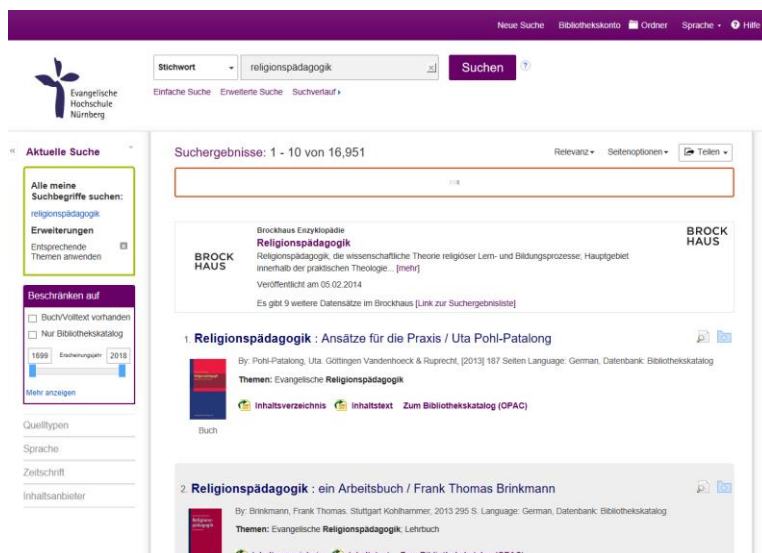 Neue Suche Bibliothekskonto Ordner Sprache Hilfe
Evangelische
Hochschule
Nürnberg
Stichwort religionspädagogik Suchen
Einfache Suche Erweiterte Suche Suchverlauf
Aktuelle Suche
Alle meine
Suchbegriffe suchen:
religionspädagogik
Erweiterungen
Entsprechende
Themen anwenden
Beschränken auf
Buch/Volltext vorhanden
Nur Bibliothekskatalog
1699 Erscheinungsjahr 2018
Mehr anzeigen
Quelltypen
Sprache
Zeitschrift
Inhaltsanbieter
Suchergebnisse: 1 - 10 von 16,951
Relevanz Seitenoptionen Teilen
BROCK
HAUS
Brockhaus Enzyklopädie
Religionspädagogik
Religionspädagogik, die wissenschaftliche Theorie religiöser Lern- und Bildungsprozesse; Hauptgebiet
innerhalb der praktischen Theologie... [mehr]
Veröffentlicht am 05.02.2014
Es gibt 9 weitere Datensätze im Brockhaus [Link zur Suchergebnisliste]
BROCK
HAUS
1. Religionspädagogik : Ansätze für die Praxis / Uta Pohl-Patalong
By: Pohl-Patalong, Uta. Göttingen Vandenhoeck & Ruprecht, [2013] 187 Seiten Language: German, Datenbank: Bibliothekskatalog
Themen: Evangelische Religionspädagogik
Inhaltsverzeichnis Inhaltstext Zum Bibliothekskatalog (OPAC)
Buch
2. Religionspädagogik : ein Arbeitsbuch / Frank Thomas Brinkmann
By: Brinkmann, Frank Thomas. Stuttgart Kohlhammer, 2013 295 S. Language: German, Datenbank: Bibliothekskatalog
Themen: Evangelische Religionspädagogik; Lehrbuch